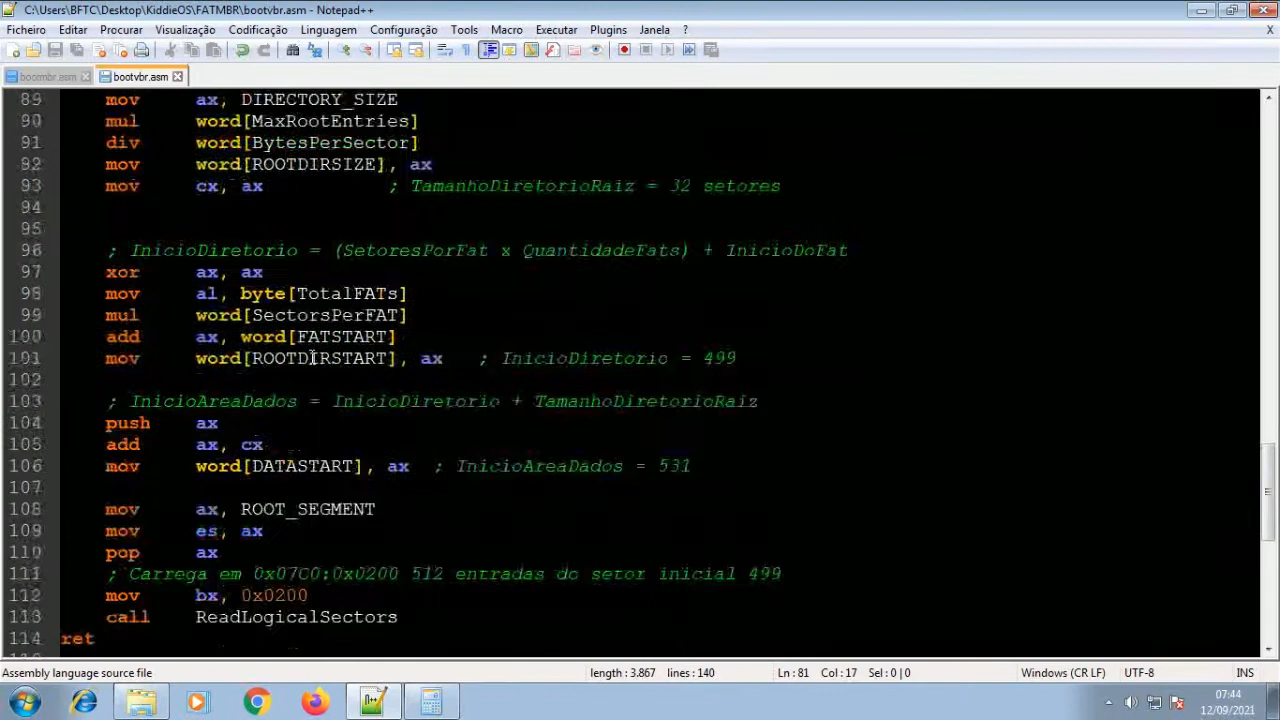 C:\Users\BFTC\Desktop\KiddieOS\FATMBR\bootvbr.asm - Notepad++
Ficheiro Editar Procurar Visualização Codificação Linguagem Configuração Tools Macro Executar Plugins Janela ? X
bootmbr.asm bootvbr.asm
89 mov ax, DIRECTORY_SIZE
90 mul word[MaxRootEntries]
91 div word[BytesPerSector]
92 mov word[ROOTDIRSIZE], ax
93 mov cx, ax ; TamanhoDiretorioRaiz = 32 setores
94
95
96 ; InicioDiretorio = (SetoresPorFat x QuantidadeFats) + InicioDoFat
97 xor ax, ax
98 mov al, byte[TotalFATs]
99 mul word[SectorsPerFAT]
100 add ax, word[FATSTART]
101 mov word[ROOTDIRSTART], ax ; InicioDiretorio = 499
102
103 ; InicioAreaDados = InicioDiretorio + TamanhoDiretorioRaiz
104 push ax
105 add ax, cx
106 mov word[DATASTART], ax ; InicioAreaDados = 531
107
108 mov ax, ROOT_SEGMENT
109 mov es, ax
110 pop ax
111 ; Carrega em 0x07C0:0x0200 512 entradas do setor inicial 499
112 mov bx, 0x0200
113 call ReadLogicalSectors
114 ret
Assembly language source file length : 3.867 lines : 140 Ln : 81 Col : 17 Sel : 0 | 0 Windows (CR LF) UTF-8 INS
07:44
12/09/2021